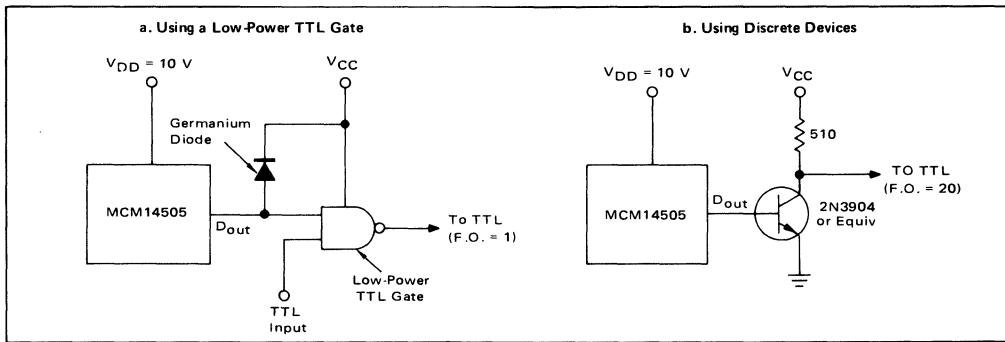 a. Using a Low-Power TTL Gate
VDD = 10 V
VCC
Germanium
Diode
MCM14505
Dout
To TTL
(F.O. = 1)
Low-Power
TTL Gate
TTL
Input
b. Using Discrete Devices
VDD = 10 V
VCC
510
TO TTL
(F.O. = 20)
MCM14505
Dout
2N3904
or Equiv